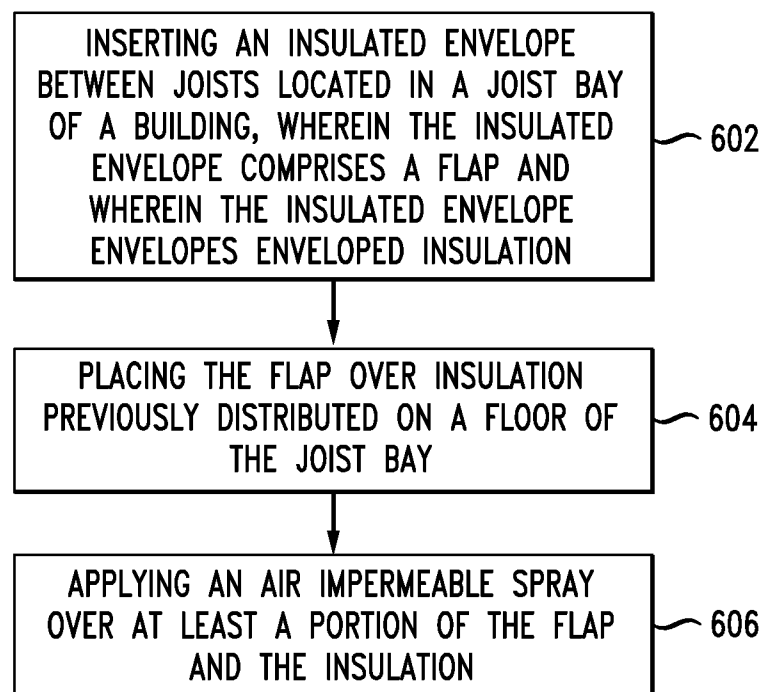 INSERTING AN INSULATED ENVELOPE
BETWEEN JOISTS LOCATED IN A JOIST BAY
OF A BUILDING, WHEREIN THE INSULATED
ENVELOPE COMPRISES A FLAP AND
WHEREIN THE INSULATED ENVELOPE
ENVELOPES ENVELOPED INSULATION
602
PLACING THE FLAP OVER INSULATION
PREVIOUSLY DISTRIBUTED ON A FLOOR OF
THE JOIST BAY
604
APPLYING AN AIR IMPERMEABLE SPRAY
OVER AT LEAST A PORTION OF THE FLAP
AND THE INSULATION
606